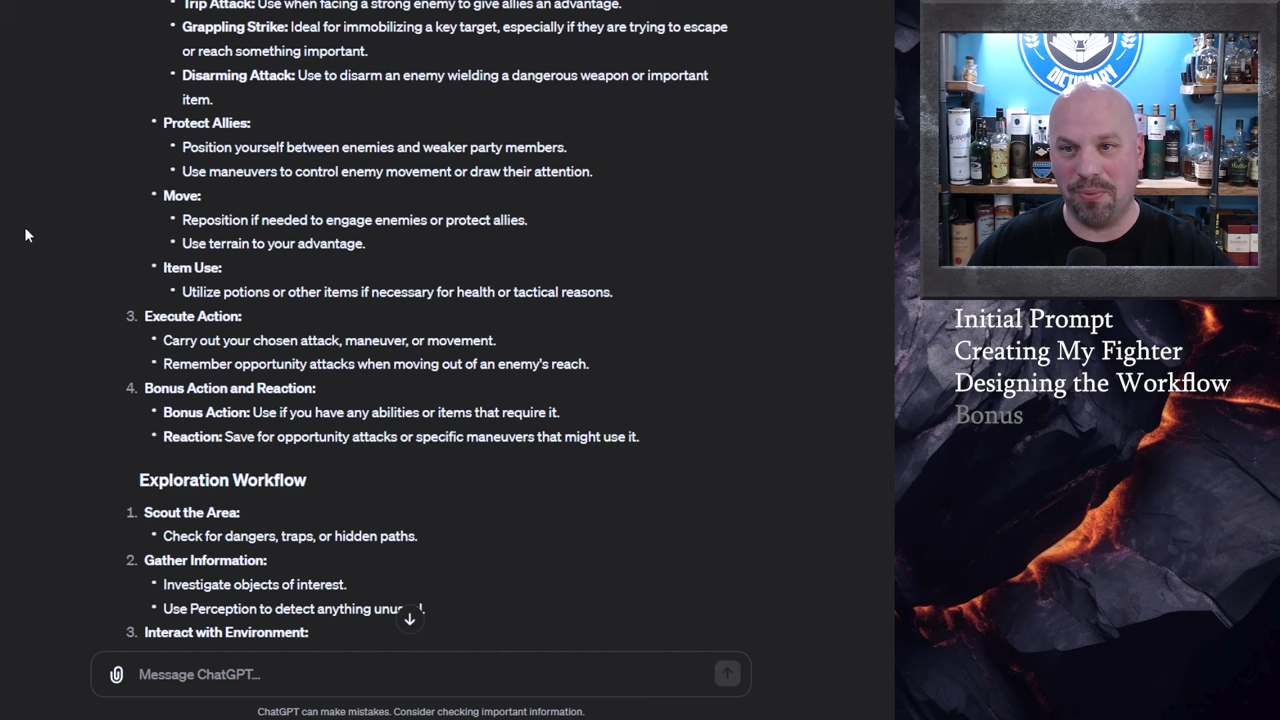 Trip Attack: Use when facing a strong enemy to give allies an advantage.
Grappling Strike: Ideal for immobilizing a key target, especially if they are trying to escape
or reach something important.
Disarming Attack: Use to disarm an enemy wielding a dangerous weapon or important
item.
Protect Allies:
Position yourself between enemies and weaker party members.
Use maneuvers to control enemy movement or draw their attention.
Move:
Reposition if needed to engage enemies or protect allies.
Use terrain to your advantage.
Item Use:
Utilize potions or other items if necessary for health or tactical reasons.
3. Execute Action:
Carry out your chosen attack, maneuver, or movement.
Remember opportunity attacks when moving out of an enemy's reach.
4. Bonus Action and Reaction:
Bonus Action: Use if you have any abilities or items that require it.
Reaction: Save for opportunity attacks or specific maneuvers that might use it.
Exploration Workflow
1. Scout the Area:
Check for dangers, traps, or hidden paths.
2. Gather Information:
Investigate objects of interest.
Use Perception to detect anything
3. Interact with Environment:
Message ChatGPT...
ChatGPT can make mistakes. Consider checking important information.
DICTIONARY
Initial Prompt
Creating My Fighter
Designing the Workflow
Bonus